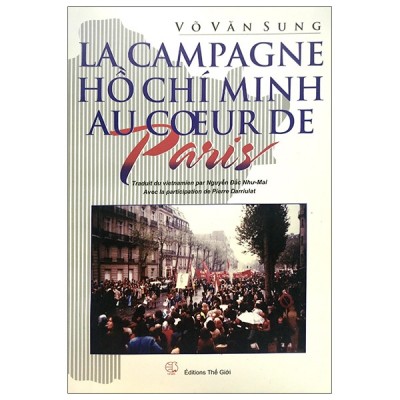 VÕ VĂN SUNG
LA CAMPAGNE
HỒ CHÍ MINH
AU CŒUR DE
Paris
Traduit du vietnamien par Nguyễn Đắc Như-Mai
Avec la participation de Pierre Darriulat
Éditions Thế Giới